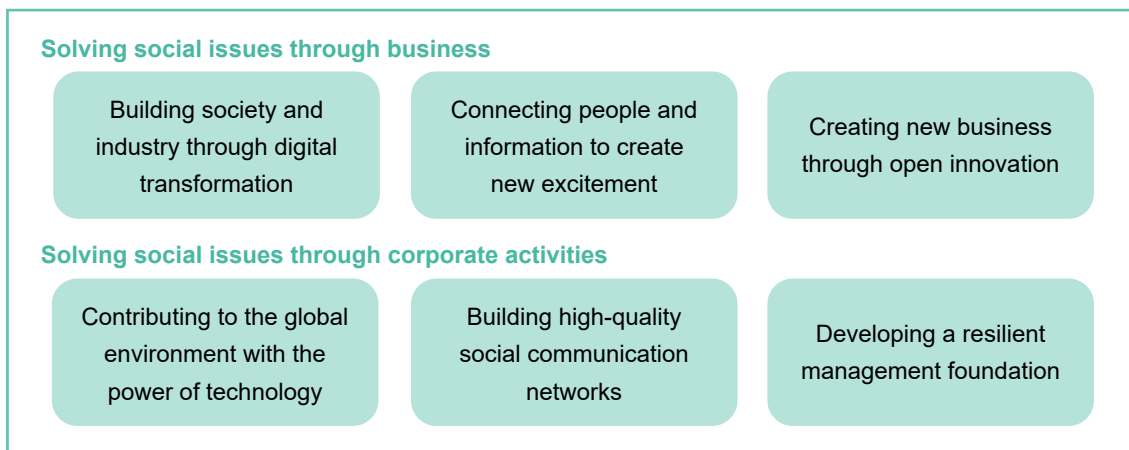 Solving social issues through business
Building society and
industry through digital
transformation
Connecting people and
information to create
new excitement
Creating new business
through open innovation
Solving social issues through corporate activities
Contributing to the global
environment with the
power of technology
Building high-quality
social communication
networks
Developing a resilient
management foundation